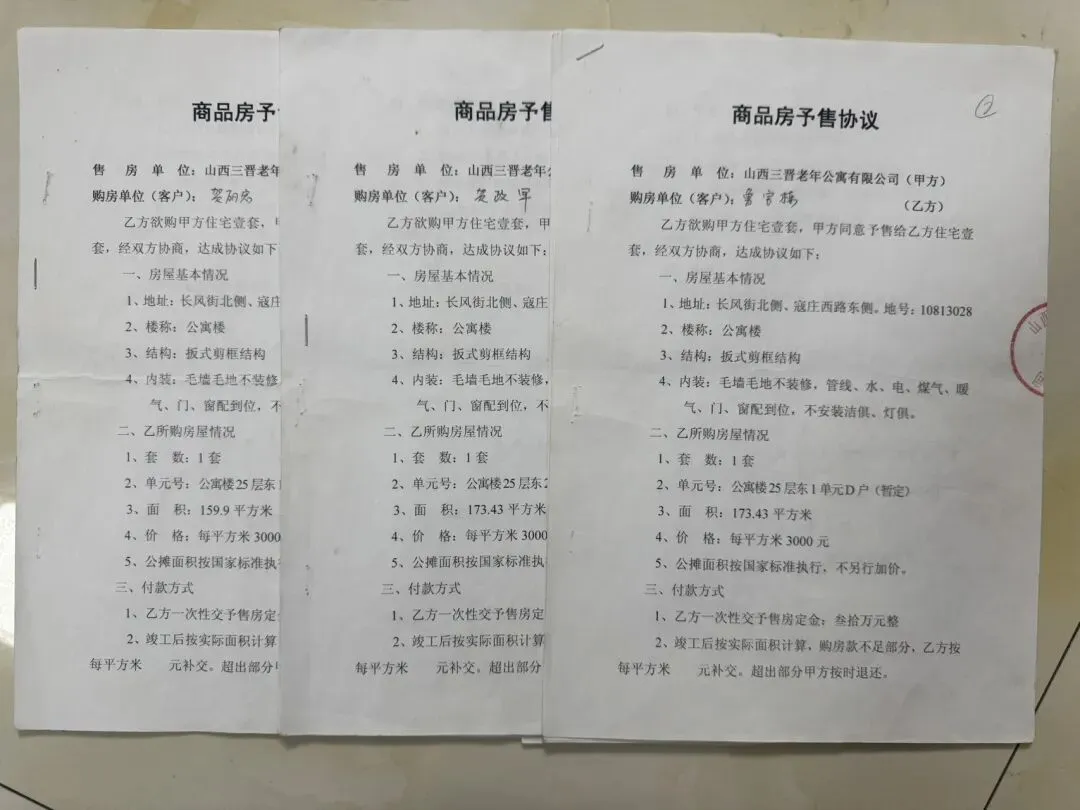 商品房予
售 房 单 位：山西三晋老年
购房单位（客户）：
乙方欲购甲方住宅壹套，甲
套，经双方协商，达成协议如下
一、房屋基本情况
1、地址：长风街北侧、寇庄
2、楼称：公寓楼
3、结构：扳式剪框结构
4、内装：毛墙毛地不装修，
气、门、窗配到位，不
二、乙所购房屋情况
1、套 数：1 套
2、单元号：公寓楼 25 层东
3、面 积：159.9 平方米
4、价 格：每平方米 3000
5、公摊面积按国家标准执
三、付款方式
1、乙方一次性交予售房定
2、竣工后按实际面积计算
每平方米 元补交。超出部分
商品房予售
售 房 单 位：山西三晋老年公
购房单位（客户）：
乙方欲购甲方住宅壹套，甲
套，经双方协商，达成协议如下：
一、房屋基本情况
1、地址：长风街北侧、寇庄
2、楼称：公寓楼
3、结构：扳式剪框结构
4、内装：毛墙毛地不装修，
气、门、窗配到位，不
二、乙所购房屋情况
1、套 数：1 套
2、单元号：公寓楼 25 层东
3、面 积：173.43 平方米
4、价 格：每平方米 3000
5、公摊面积按国家标准执
三、付款方式
1、乙方一次性交予售房定
2、竣工后按实际面积计算
每平方米 元补交。超出部分
②
商品房予售协议
售 房 单 位：山西三晋老年公寓有限公司（甲方）
购房单位（客户）： （乙方）
乙方欲购甲方住宅壹套，甲方同意予售给乙方住宅壹
套，经双方协商，达成协议如下：
一、房屋基本情况
1、地址：长风街北侧、寇庄西路东侧。地号：10813028
2、楼称：公寓楼
3、结构：扳式剪框结构
4、内装：毛墙毛地不装修，管线、水、电、煤气、暖
气、门、窗配到位，不安装洁俱、灯俱。
二、乙所购房屋情况
1、套 数：1 套
2、单元号：公寓楼 25 层东 1 单元 D 户（暂定）
3、面 积：173.43 平方米
4、价 格：每平方米 3000 元
5、公摊面积按国家标准执行，不另行加价。
三、付款方式
1、乙方一次性交予售房定金：叁拾万元整
2、竣工后按实际面积计算，购房款不足部分，乙方按
每平方米 元补交。超出部分甲方按时退还。